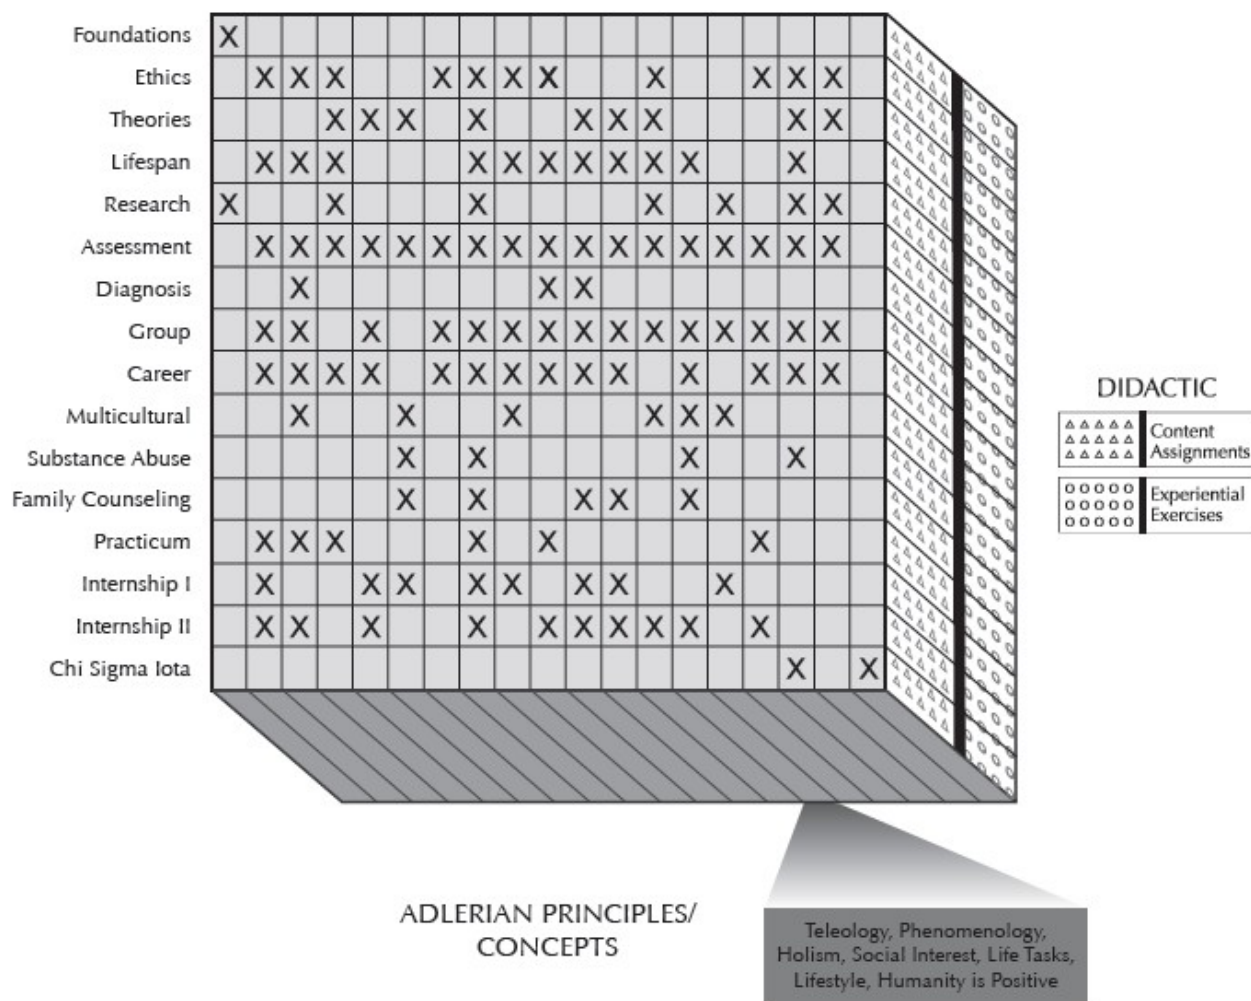 Foundations X
Ethics X X X X X X X X X X X
Theories X X X X X X X X X
Lifespan X X X X X X X X X X X
Research X X X X X X X
Assessment X X X X X X X X X X X X X X X X X
Diagnosis X X X
Group X X X X X X X X X X X X X X X
Career X X X X X X X X X X X X X X
Multicultural X X X X X X
Substance Abuse X X X X
Family Counseling X X X X X
Practicum X X X X X X
Internship I X X X X X X X X
Internship II X X X X X X X X X X
Chi Sigma Iota X X
DIDACTIC
Content
Assignments
Experiential
Exercises
ADLERIAN PRINCIPLES/
CONCEPTS
Teleology, Phenomenology,
Holism, Social Interest, Life Tasks,
Lifestyle, Humanity is Positive